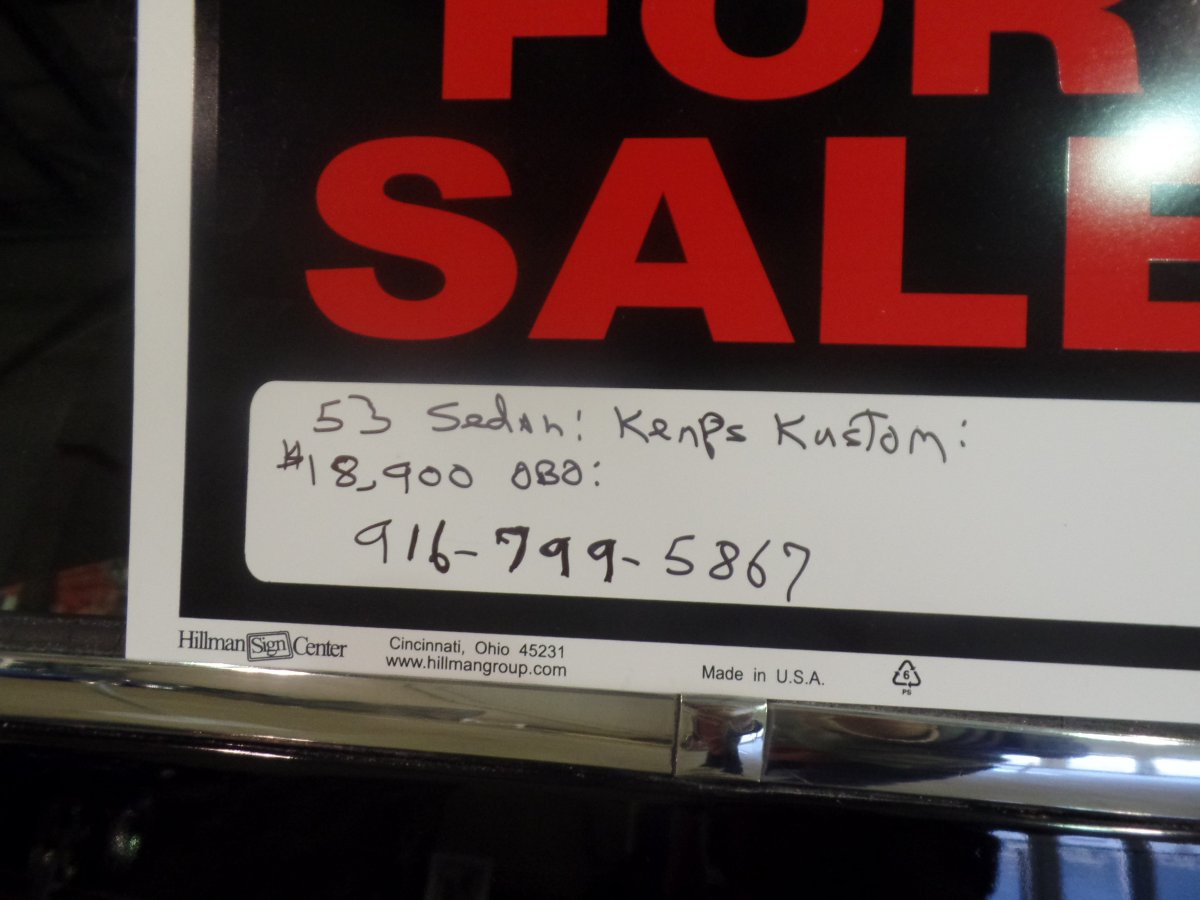 FOR
SALE
53 Sedan: Kenps Kustom:
$18,900 OBO:
916-799-5867
Hillman Sign Center
Cincinnati, Ohio 45231
www.hillmangroup.com
Made in U.S.A.
6
PS